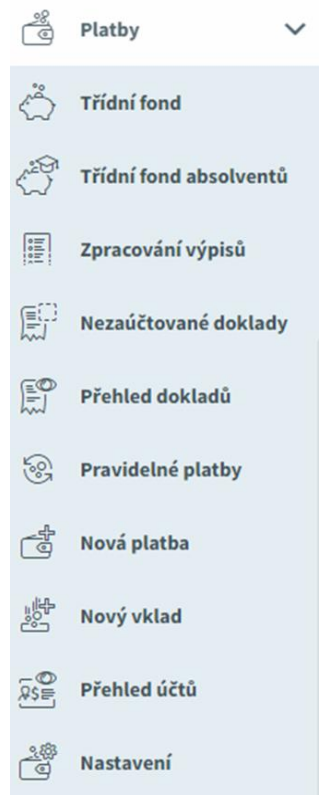 Platby
Třídní fond
Třídní fond absolventů
Zpracování výpisů
Nezaúčtované doklady
Přehled dokladů
Pravidelné platby
Nová platba
Nový vklad
Přehled účtů
Nastavení